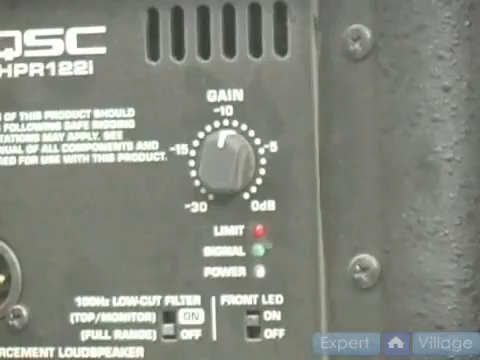 QSC
HPR122i
OF THIS PRODUCT SHOULD
FOLLOWING SAFE RIGGING
MAY APPLY. SEE
OF ALL COMPONENTS AND
FOR USE WITH THIS PRODUCT.
GAIN
-10
-15
-5
-30
0dB
LIMIT
SIGNAL
POWER
100Hz LOW-CUT FILTER
(TOP/MONITOR)
ON
(FULL RANGE)
OFF
FRONT LED
ON
OFF
LOUDSPEAKER
Expert Village